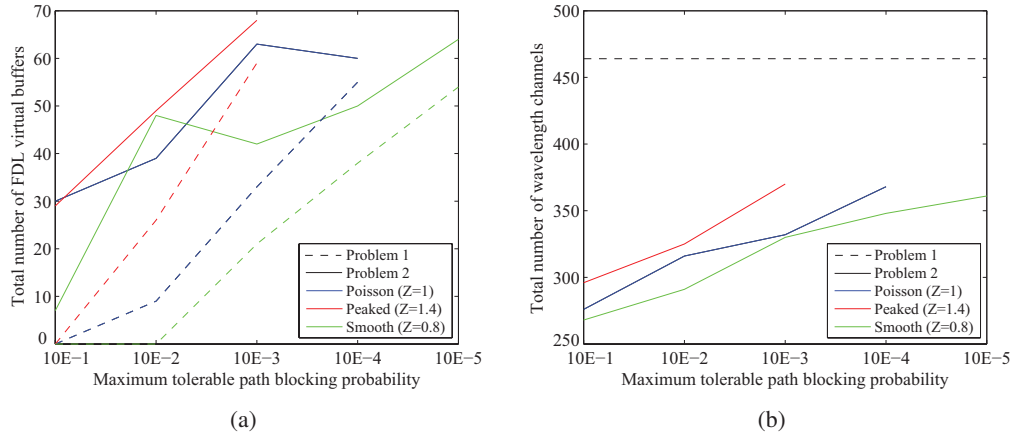 70
60
50
40
30
20
10
0
Total number of FDL virtual buffers
10E−1 10E−2 10E−3 10E−4 10E−5
Maximum tolerable path blocking probability
Problem 1
Problem 2
Poisson (Z=1)
Peaked (Z=1.4)
Smooth (Z=0.8)
(a)
500
450
400
350
300
250
Total number of wavelength channels
10E−1 10E−2 10E−3 10E−4 10E−5
Maximum tolerable path blocking probability
Problem 1
Problem 2
Poisson (Z=1)
Peaked (Z=1.4)
Smooth (Z=0.8)
(b)